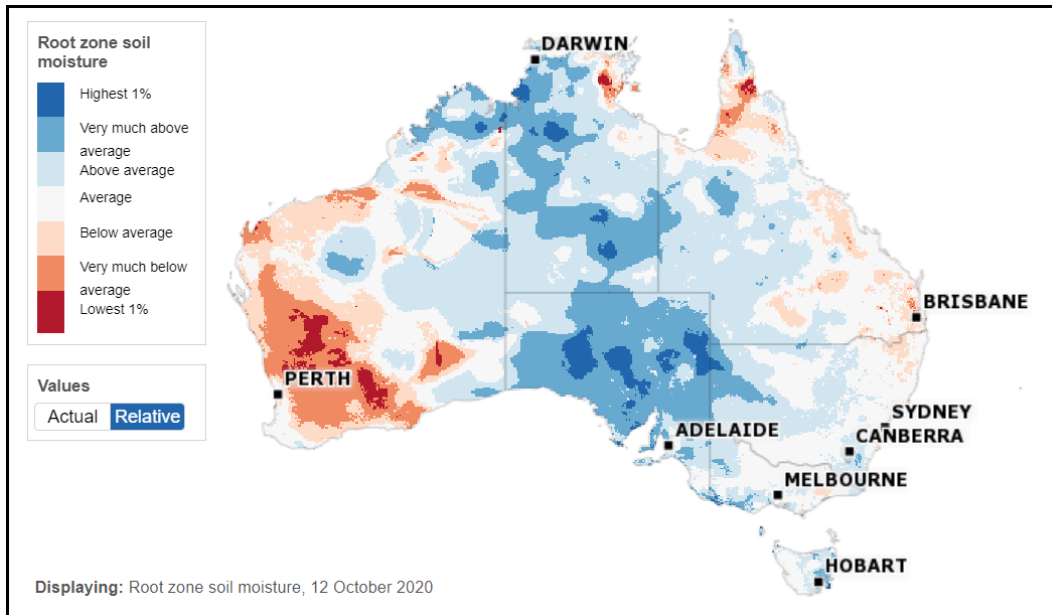 Root zone soil
moisture
Highest 1%
Very much above
average
Above average
Average
Below average
Very much below
average
Lowest 1%
Values
Actual Relative
DARWIN
BRISBANE
PERTH
SYDNEY
ADELAIDE
CANBERRA
MELBOURNE
HOBART
Displaying: Root zone soil moisture, 12 October 2020